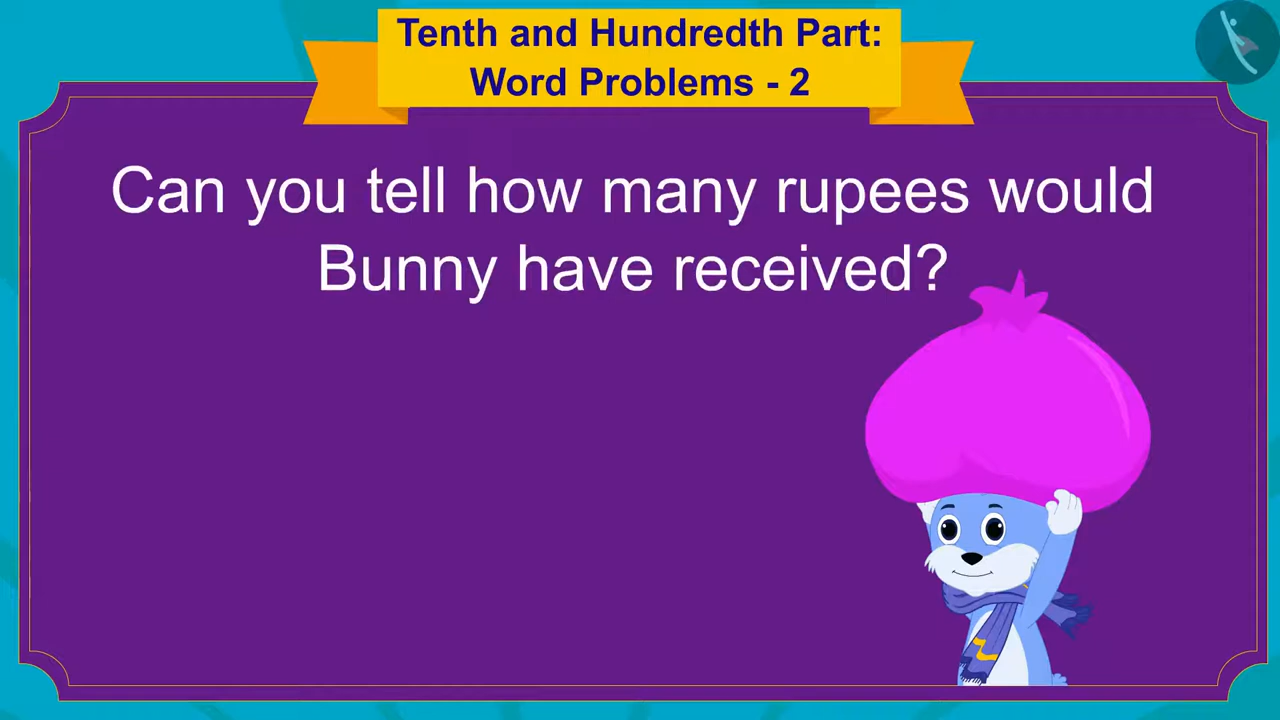 Tenth and Hundredth Part:
Word Problems - 2
Can you tell how many rupees would
Bunny have received?